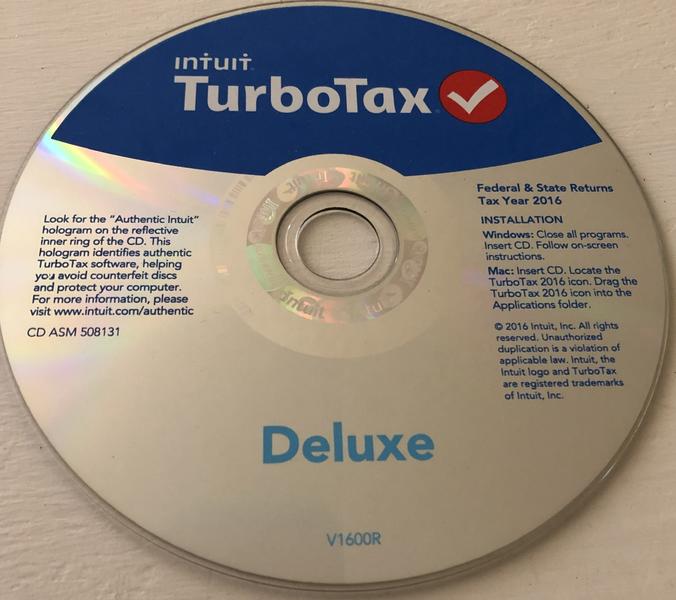 intuit
TurboTax
Look for the "Authentic Intuit"
hologram on the reflective
inner ring of the CD. This
hologram identifies authentic
TurboTax software, helping
you avoid counterfeit discs
and protect your computer.
For more information, please
visit www.intuit.com/authentic
CD ASM 508131
Federal & State Returns
Tax Year 2016
INSTALLATION
Windows: Close all programs.
Insert CD. Follow on-screen
instructions.
Mac: Insert CD. Locate the
TurboTax 2016 icon. Drag the
TurboTax 2016 icon into the
Applications folder.
© 2016 Intuit, Inc. All rights
reserved. Unauthorized
duplication is a violation of
applicable law. Intuit, the
Intuit logo and TurboTax
are registered trademarks
of Intuit, Inc.
Deluxe
V1600R